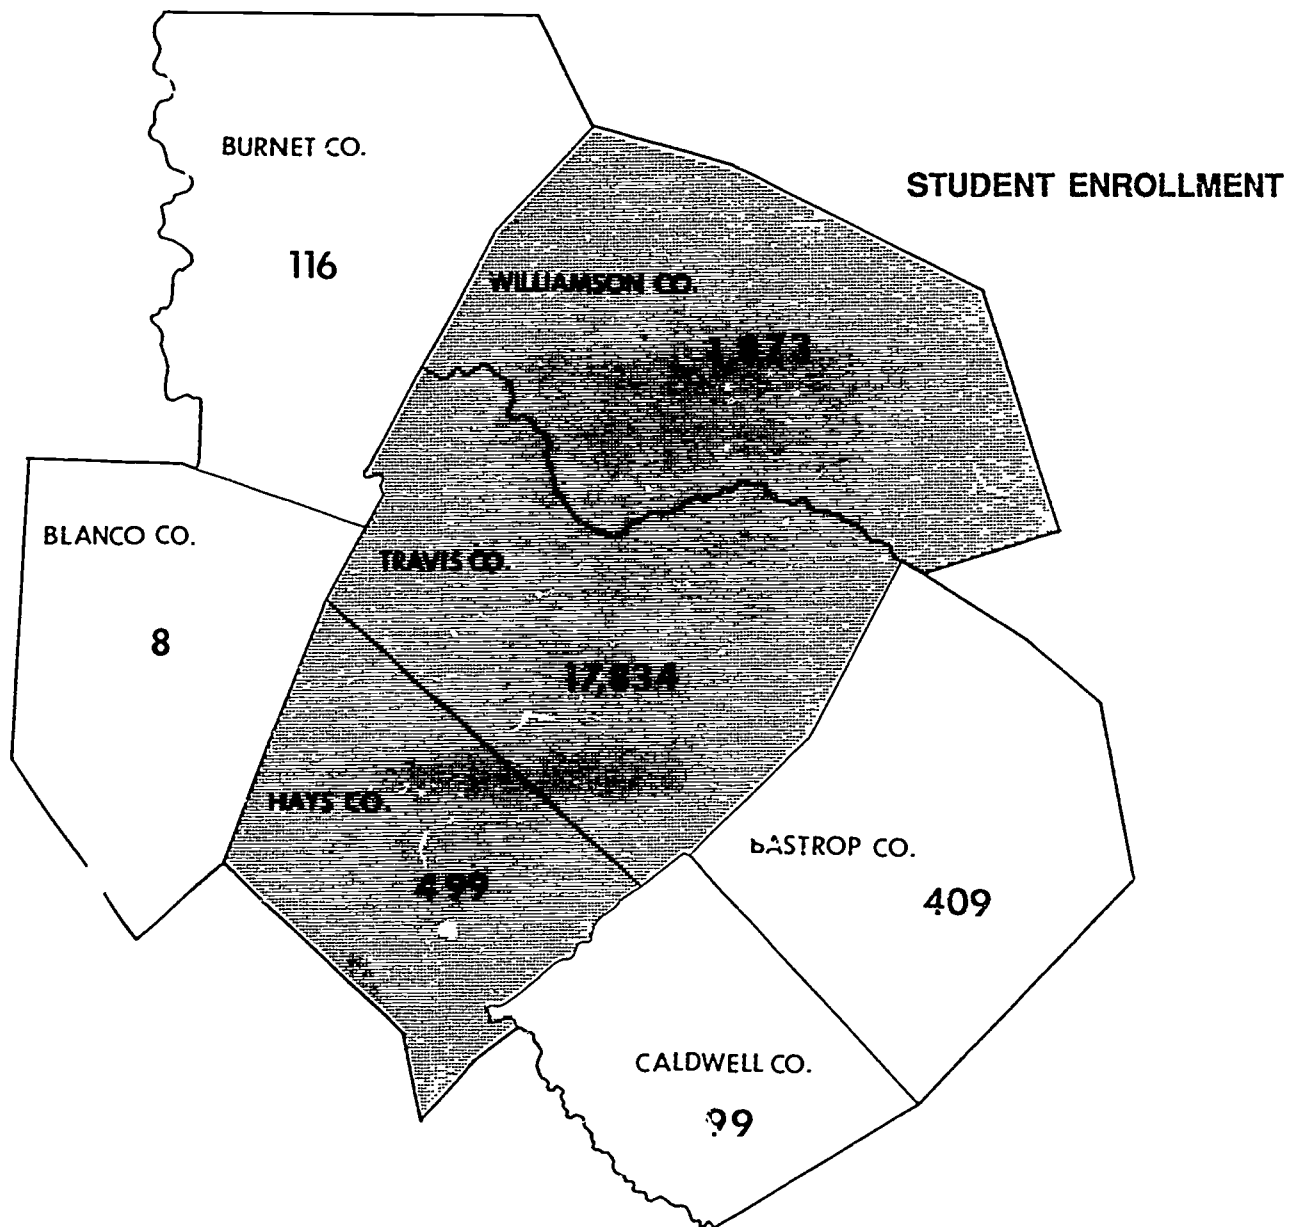 BURNET CO.
STUDENT ENROLLMENT
116
WILLIAMSON CO.
BLANCO CO.
TRAVIS CO.
8
17,834
HAYS CO.
BASTROP CO.
499
409
CALDWELL CO.
99